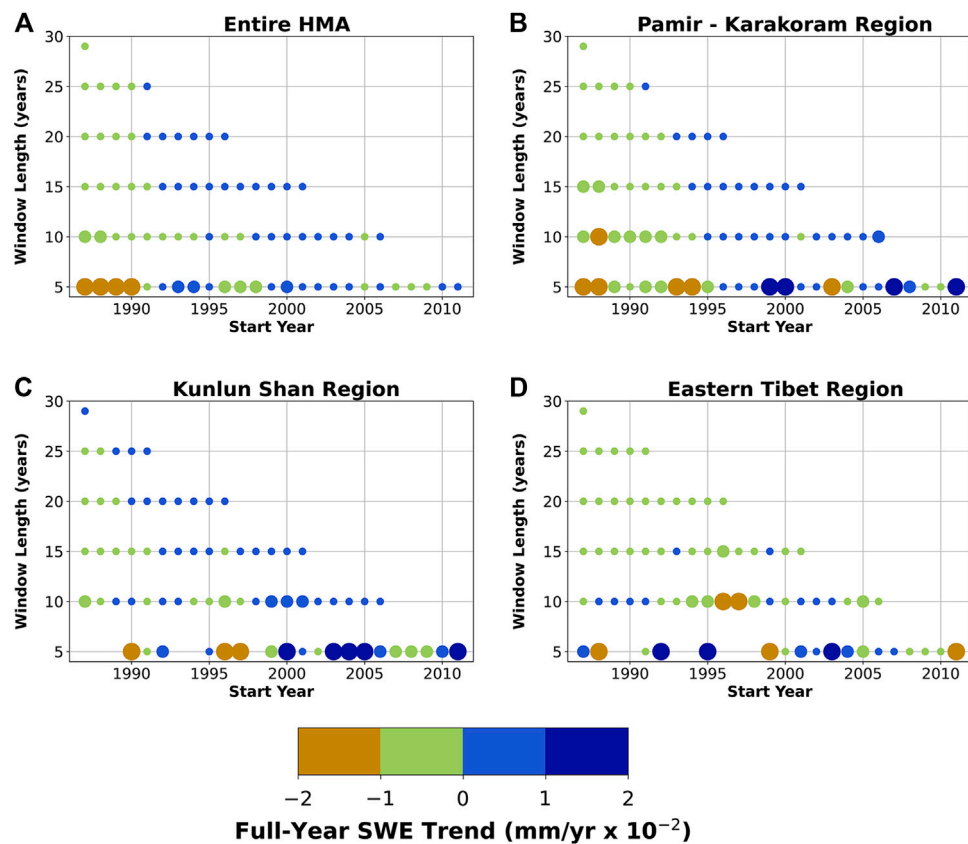 A Entire HMA
Window Length (years)
30
25
20
15
10
5
1990 1995 2000 2005 2010
Start Year
B Pamir - Karakoram Region
Window Length (years)
30
25
20
15
10
5
1990 1995 2000 2005 2010
Start Year
C Kunlun Shan Region
Window Length (years)
30
25
20
15
10
5
1990 1995 2000 2005 2010
Start Year
D Eastern Tibet Region
Window Length (years)
30
25
20
15
10
5
1990 1995 2000 2005 2010
Start Year
−2 −1 0 1 2
Full-Year SWE Trend (mm/yr x 10⁻²)